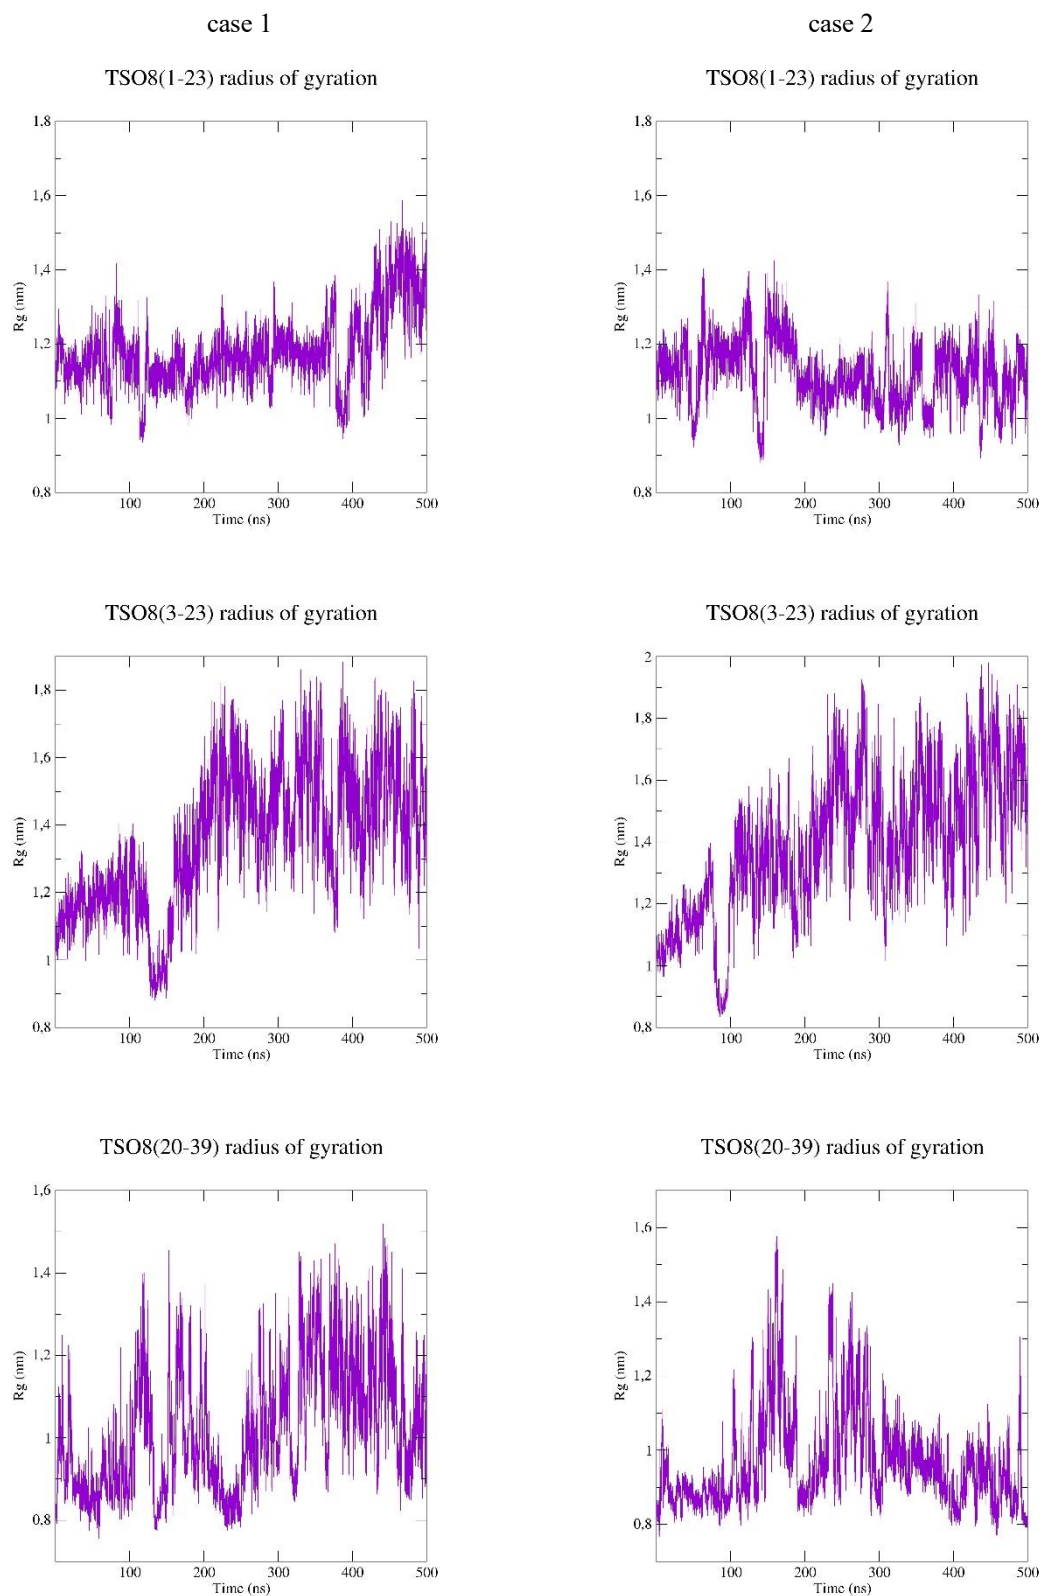 case 1
case 2
TSO8(1-23) radius of gyration
1,8
1,6
1,4
1,2
1
0,8
Rg (nm)
100 200 300 400 500
Time (ns)
TSO8(1-23) radius of gyration
1,8
1,6
1,4
1,2
1
0,8
Rg (nm)
100 200 300 400 500
Time (ns)
TSO8(3-23) radius of gyration
1,8
1,6
1,4
1,2
1
0,8
Rg (nm)
100 200 300 400 500
Time (ns)
TSO8(3-23) radius of gyration
2
1,8
1,6
1,4
1,2
1
0,8
Rg (nm)
100 200 300 400 500
Time (ns)
TSO8(20-39) radius of gyration
1,6
1,4
1,2
1
0,8
Rg (nm)
100 200 300 400 500
Time (ns)
TSO8(20-39) radius of gyration
1,6
1,4
1,2
1
0,8
Rg (nm)
100 200 300 400 500
Time (ns)